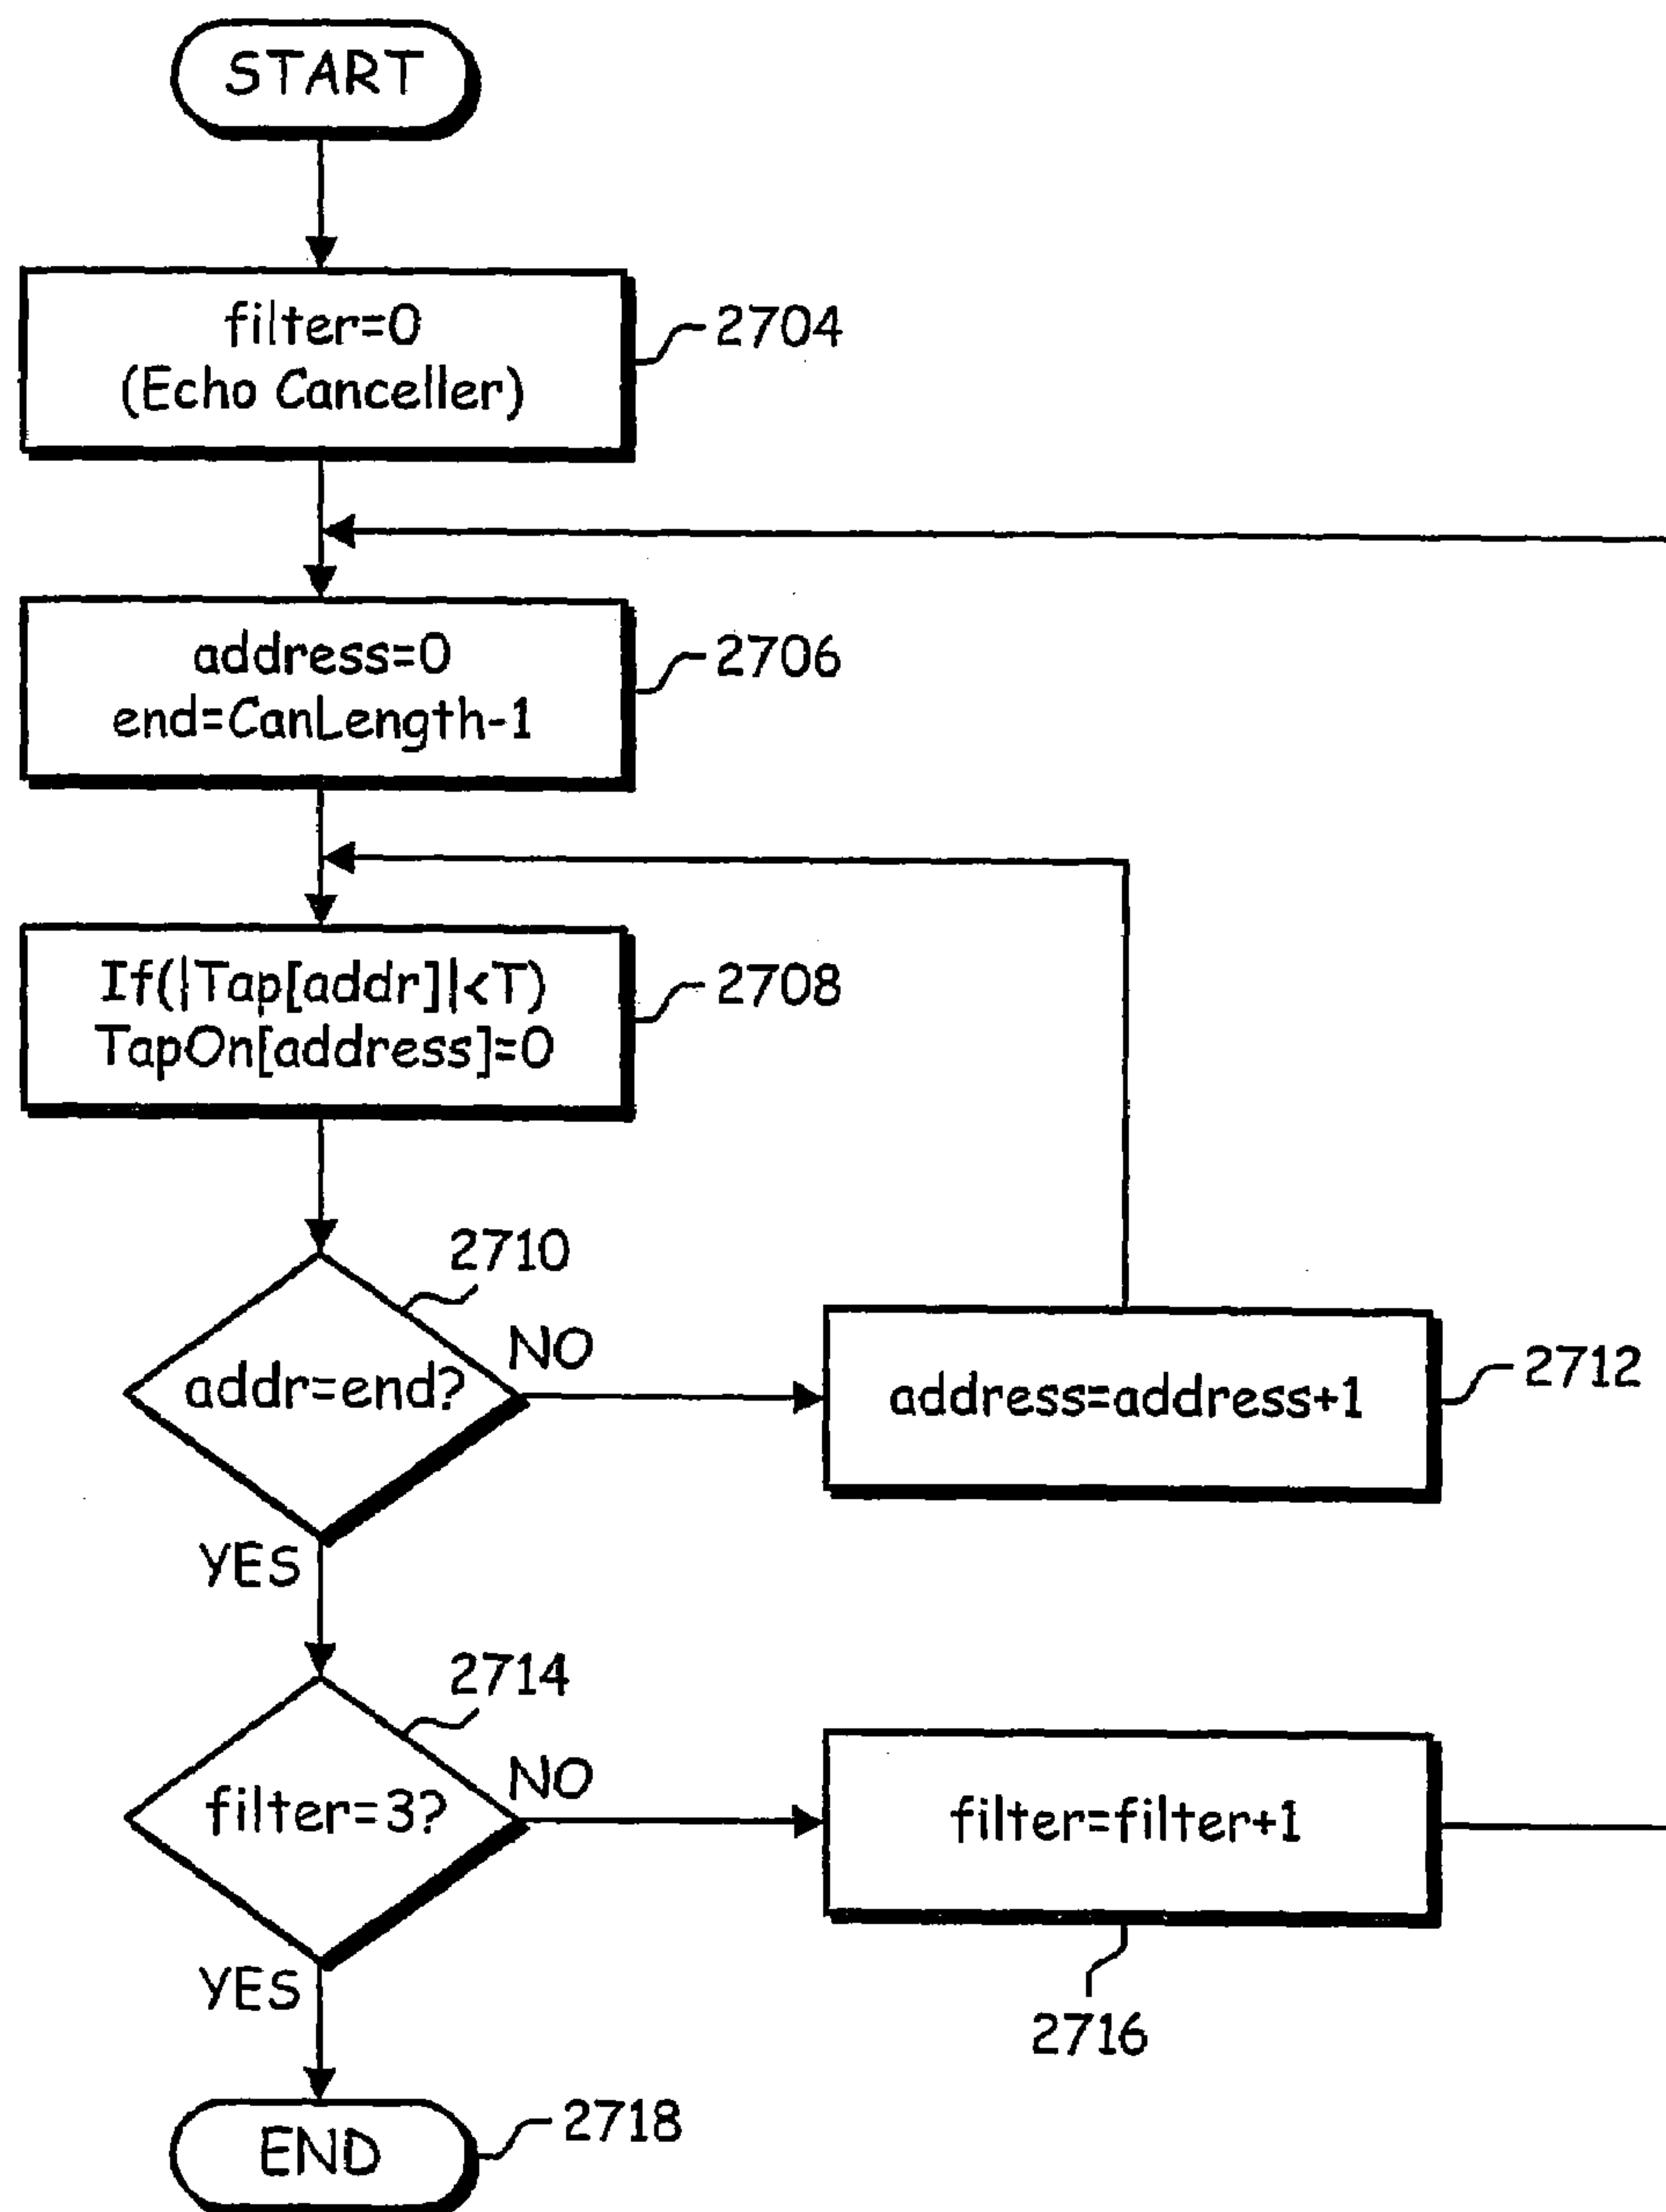 START
filter=0
(Echo Canceller)
2704
address=0
end=CanLength-1
2706
If(|Tap[addr]|<T)
TapOn[address]=0
2708
2710
addr=end?
NO
address=address+1
2712
YES
2714
filter=3?
NO
filter=filter+1
2716
YES
END
2718